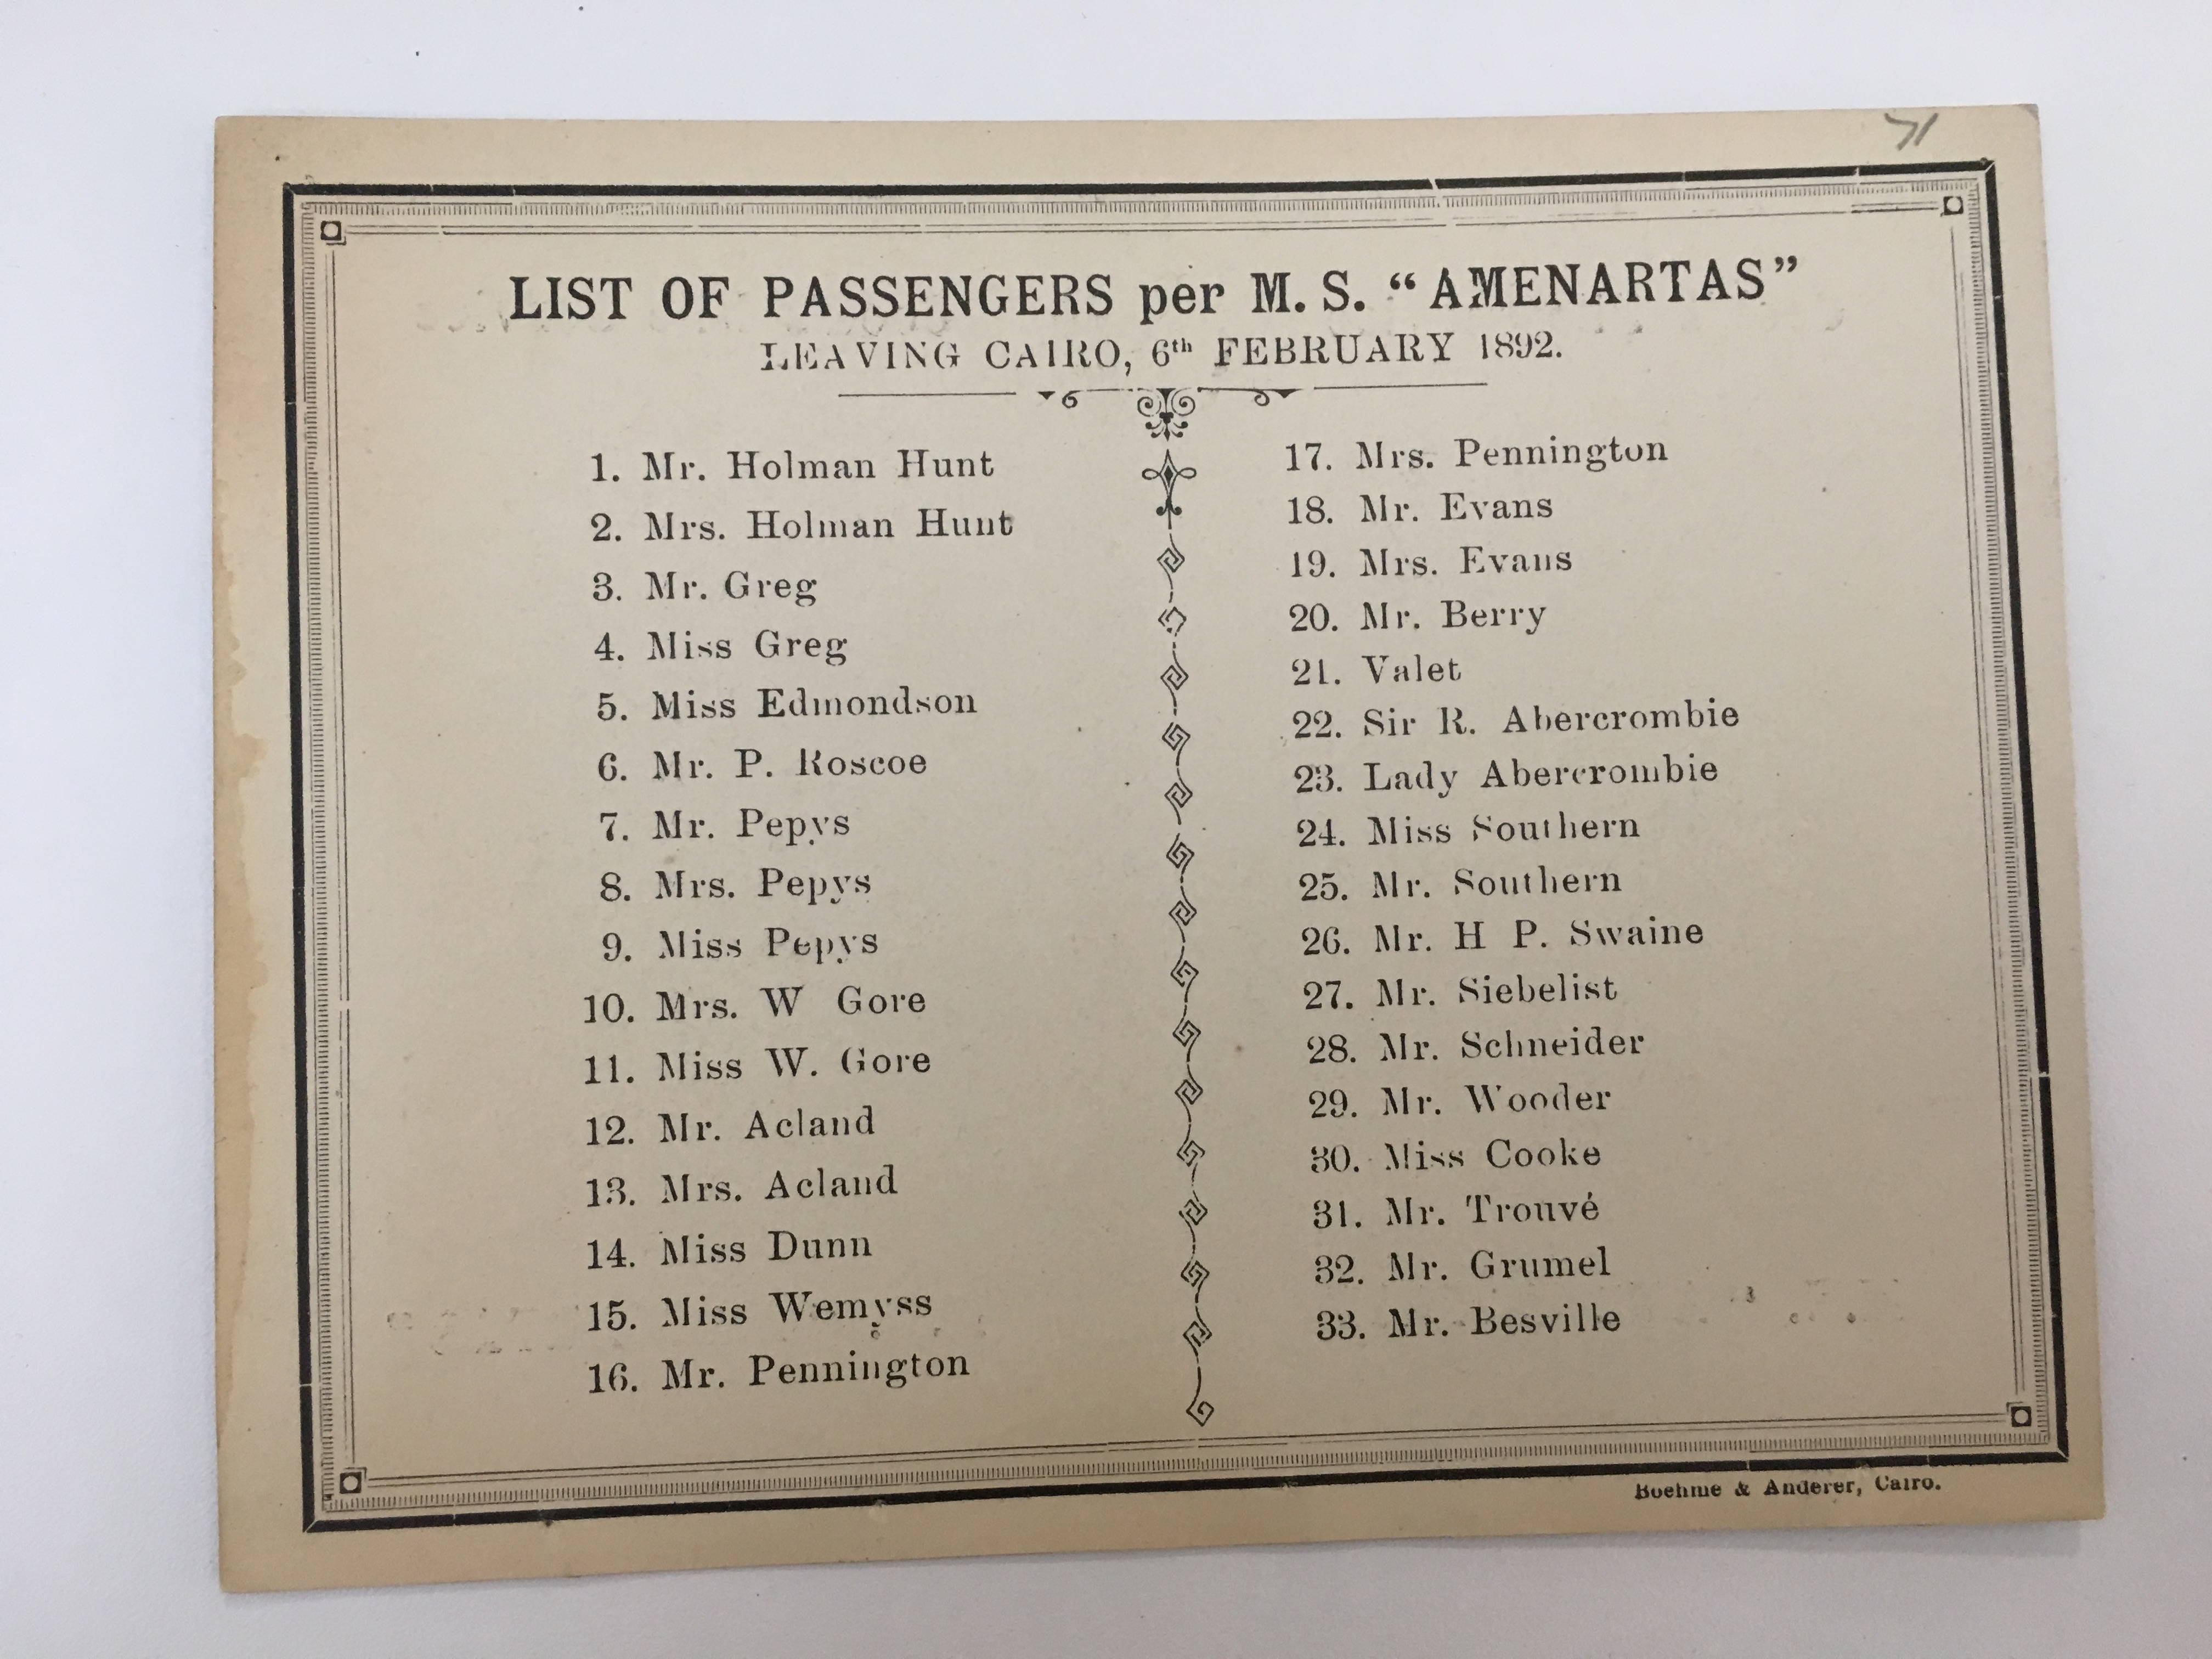 71
LIST OF PASSENGERS per M. S. “AMENARTAS”
LEAVING CAIRO, 6th FEBRUARY 1892.
1. Mr. Holman Hunt
2. Mrs. Holman Hunt
3. Mr. Greg
4. Miss Greg
5. Miss Edmondson
6. Mr. P. Roscoe
7. Mr. Pepys
8. Mrs. Pepys
9. Miss Pepys
10. Mrs. W Gore
11. Miss W. Gore
12. Mr. Acland
13. Mrs. Acland
14. Miss Dunn
15. Miss Wemyss
16. Mr. Pennington
17. Mrs. Pennington
18. Mr. Evans
19. Mrs. Evans
20. Mr. Berry
21. Valet
22. Sir R. Abercrombie
23. Lady Abercrombie
24. Miss Southern
25. Mr. Southern
26. Mr. H P. Swaine
27. Mr. Siebelist
28. Mr. Schneider
29. Mr. Wooder
30. Miss Cooke
31. Mr. Trouvé
32. Mr. Grumel
33. Mr. Besville
Boehme & Anderer, Cairo.